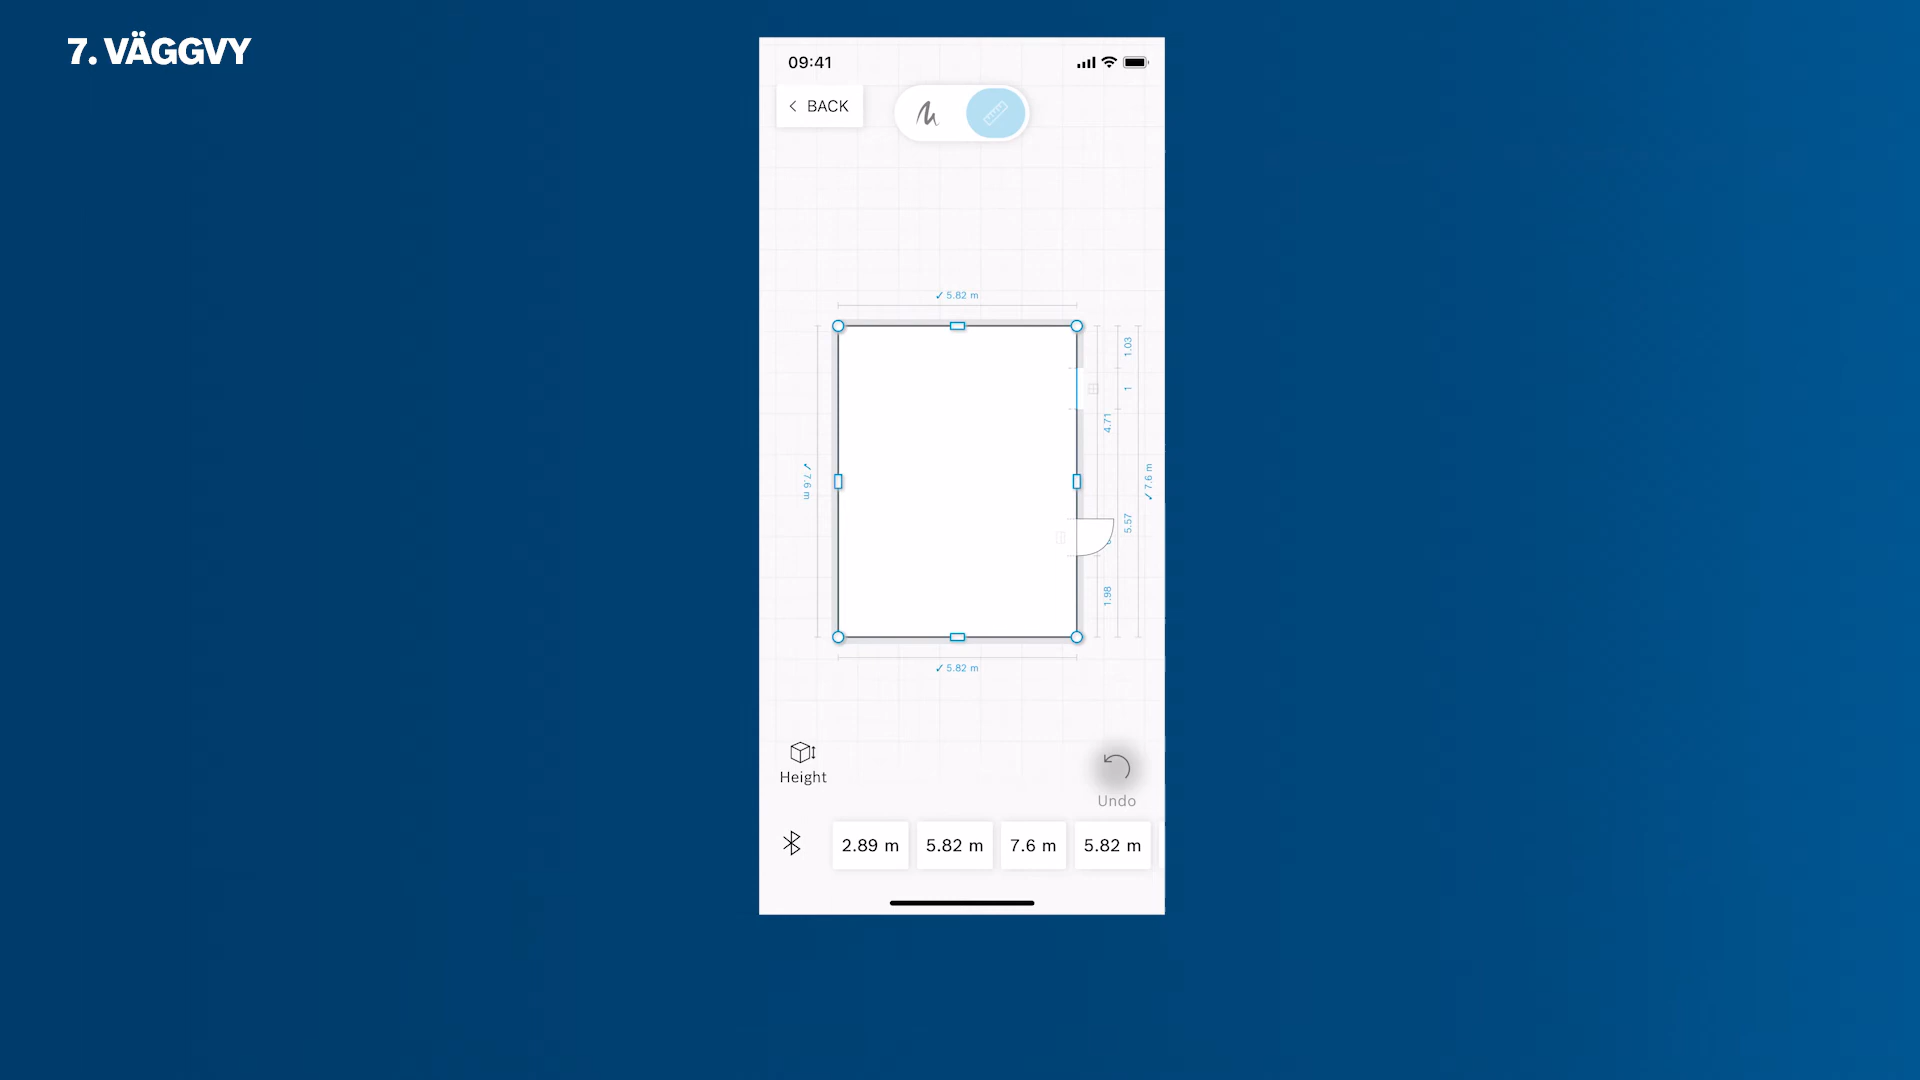 7. VÄGGVY
09:41
BACK
✓ 5.82 m
1.03
1
4.71
✓ 7.6 m
✓ 7.6 m
5.57
1.98
✓ 5.82 m
Height
Undo
2.89 m
5.82 m
7.6 m
5.82 m